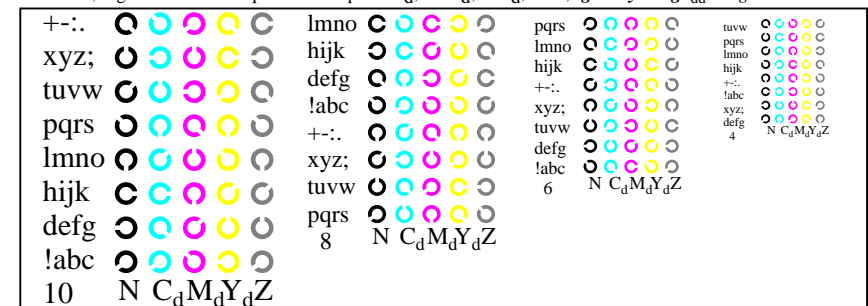 +-:.
xyz;
tuvw
pqrs
lmno
hijk
defg
!abc
10 N CdMdYdZ
lmno
hijk
defg
!abc
+-:.
xyz;
tuvw
pqrs
8 N CdMdYdZ
pqrs
lmno
hijk
+-:.
xyz;
tuvw
defg
!abc
6 N CdMdYdZ
tuvw
pqrs
lmno
hijk
+-:.
!abc
xyz;
defg
4 N CdMdYdZ